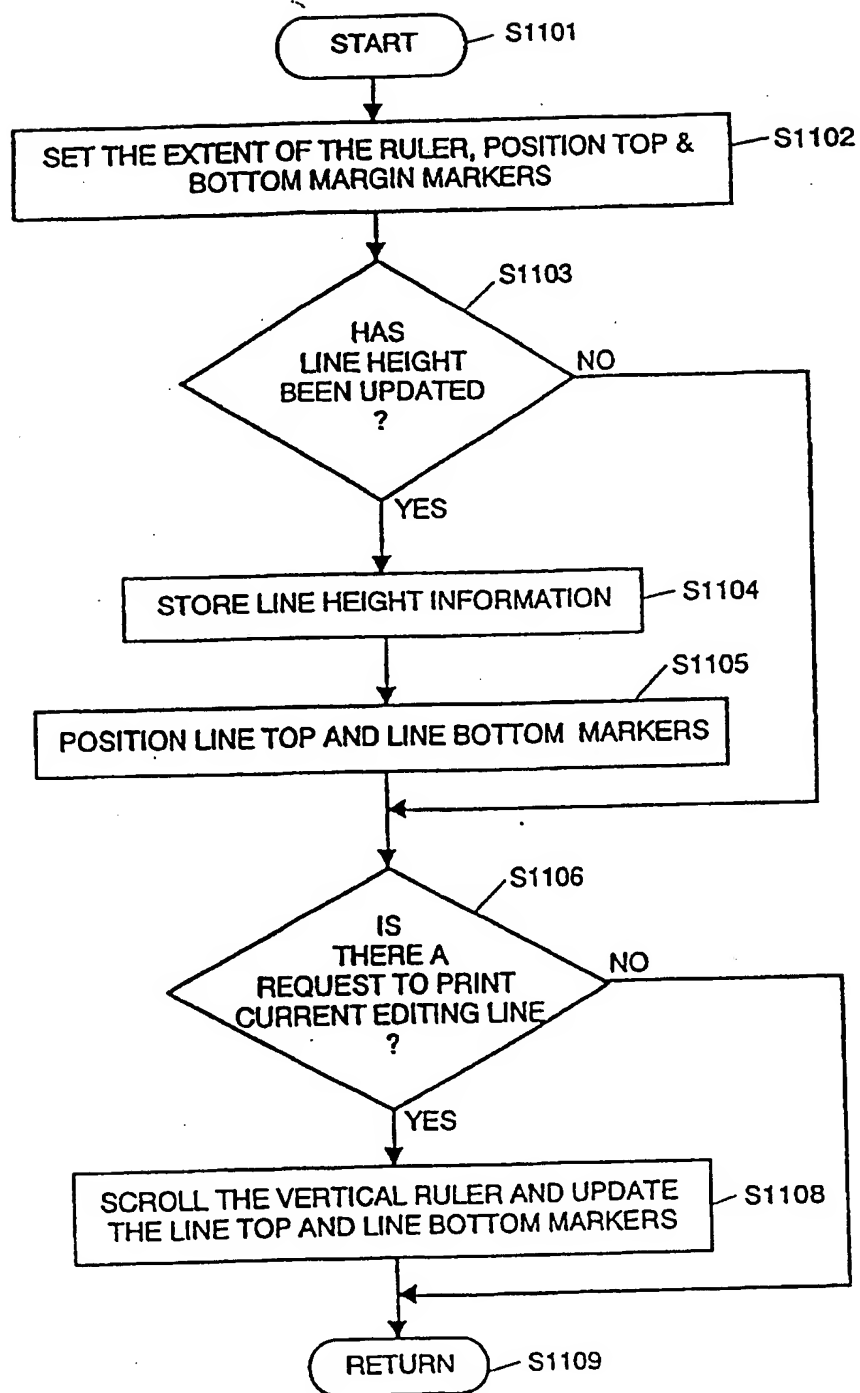 START
S1101
SET THE EXTENT OF THE RULER, POSITION TOP &
BOTTOM MARGIN MARKERS
S1102
S1103
HAS
LINE HEIGHT
BEEN UPDATED
?
NO
YES
STORE LINE HEIGHT INFORMATION
S1104
S1105
POSITION LINE TOP AND LINE BOTTOM MARKERS
S1106
IS
THERE A
REQUEST TO PRINT
CURRENT EDITING LINE
?
NO
YES
SCROLL THE VERTICAL RULER AND UPDATE
THE LINE TOP AND LINE BOTTOM MARKERS
S1108
RETURN
S1109